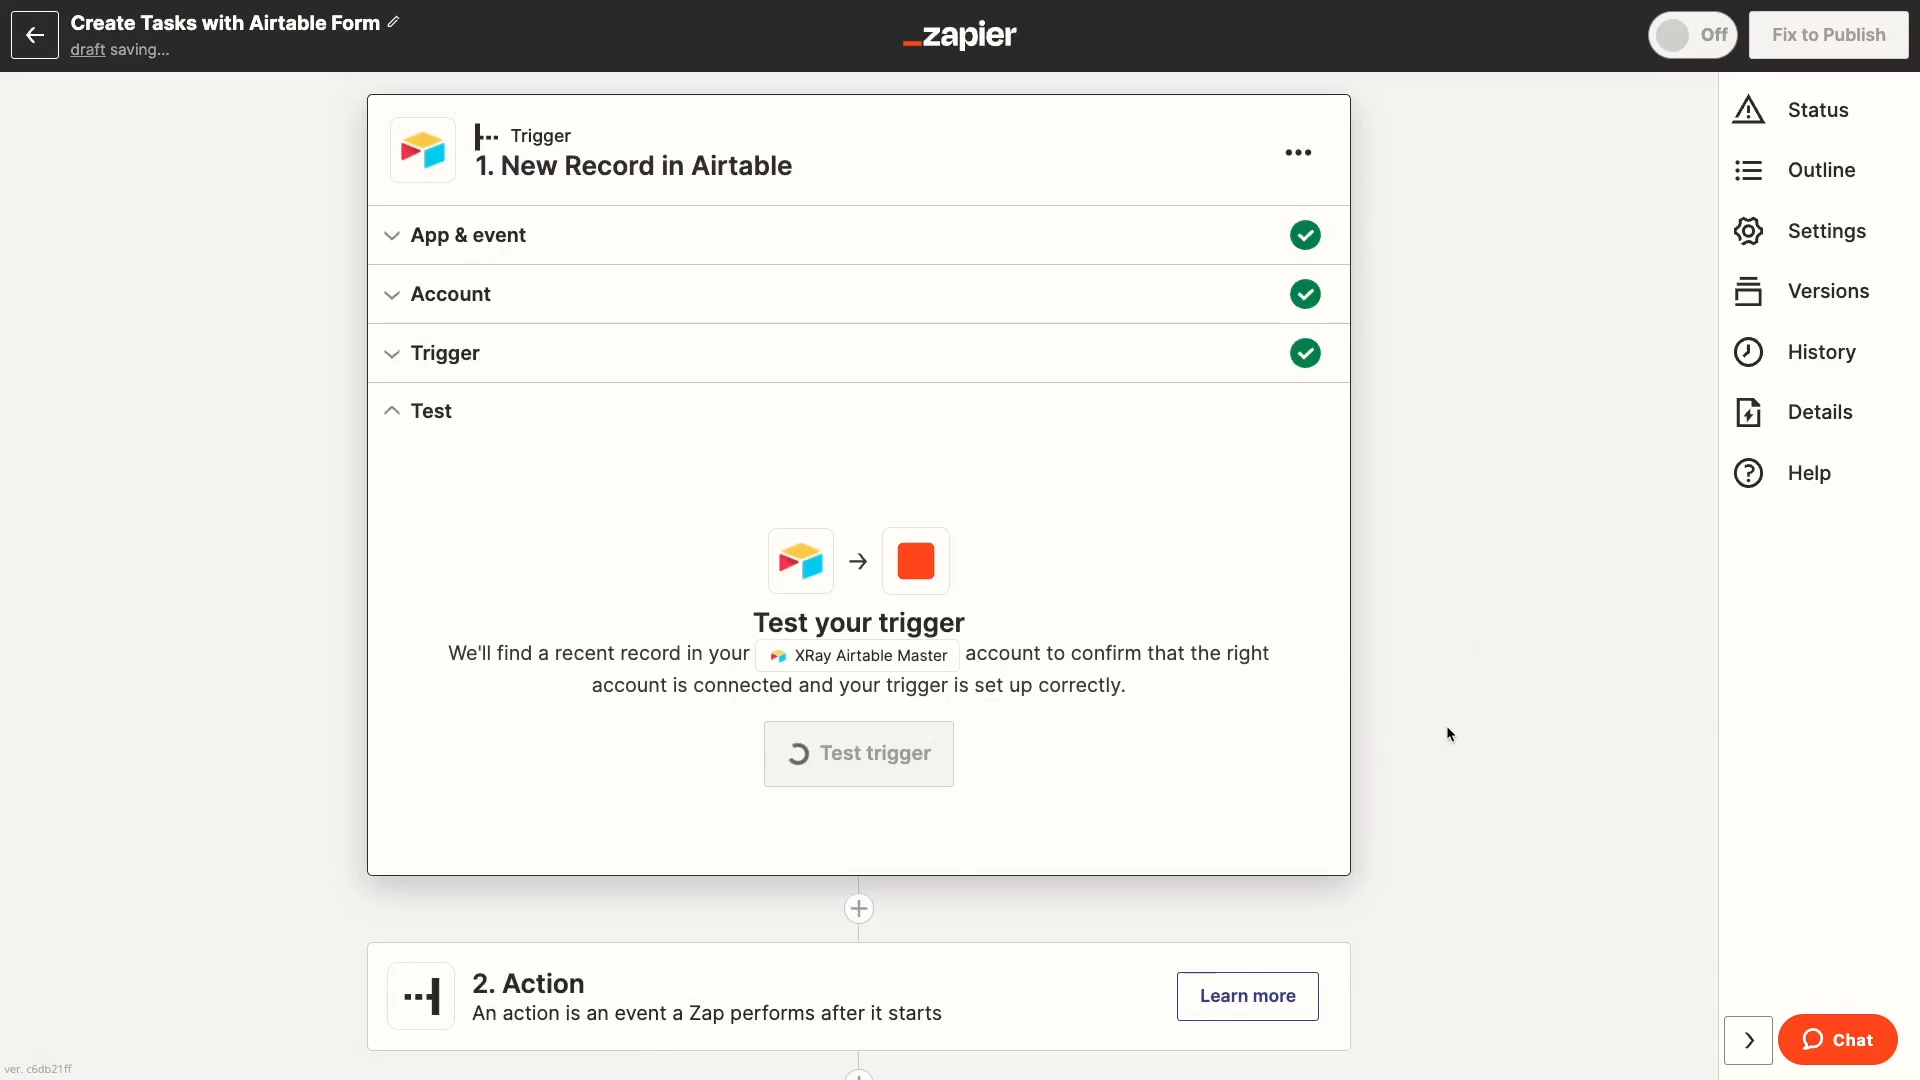 Create Tasks with Airtable Form
draft saving...
_zapier
Off
Fix to Publish
Trigger
1. New Record in Airtable
App & event
Account
Trigger
Test
Test your trigger
We'll find a recent record in your XRay Airtable Master account to confirm that the right
account is connected and your trigger is set up correctly.
Test trigger
2. Action
An action is an event a Zap performs after it starts
Learn more
Status
Outline
Settings
Versions
History
Details
Help
Chat
ver. c6db21ff